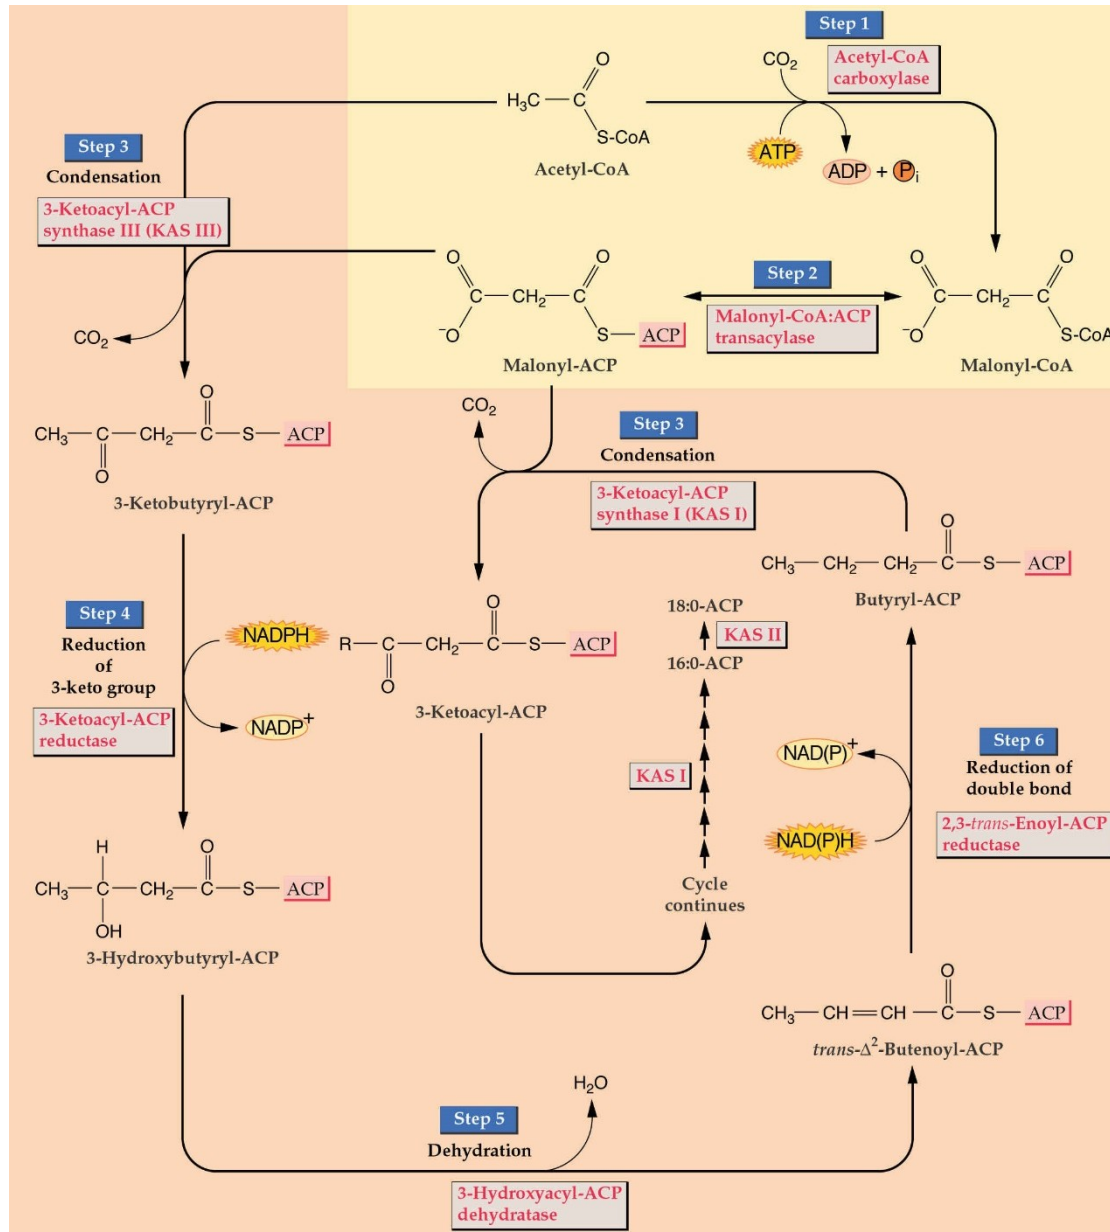 Step 1
CO2
Acetyl-CoA
carboxylase
O
H3C
C
S-CoA
Acetyl-CoA
ATP
ADP + Pi
Step 3
Condensation
3-Ketoacyl-ACP
synthase III (KAS III)
CO2
O
C
CH2
O
C
−O
S
ACP
Malonyl-ACP
Step 2
Malonyl-CoA:ACP
transacylase
O
C
CH2
O
C
−O
S-CoA
Malonyl-CoA
O
CH3 C CH2 C S ACP
O
3-Ketobutyryl-ACP
CO2
Step 3
Condensation
3-Ketoacyl-ACP
synthase I (KAS I)
O
CH3 CH2 CH2 C S ACP
Butyryl-ACP
Step 4
Reduction
of
3-keto group
3-Ketoacyl-ACP
reductase
NADPH
NADP+
O
R C CH2 C S ACP
O
3-Ketoacyl-ACP
18:0-ACP
KAS II
16:0-ACP
KAS I
Cycle
continues
NAD(P)+
NAD(P)H
Step 6
Reduction of
double bond
2,3-trans-Enoyl-ACP
reductase
H O
CH3 C CH2 C S ACP
OH
3-Hydroxybutyryl-ACP
O
CH3 CH=CH C S ACP
trans-Δ2-Butenoyl-ACP
H2O
Step 5
Dehydration
3-Hydroxyacyl-ACP
dehydratase